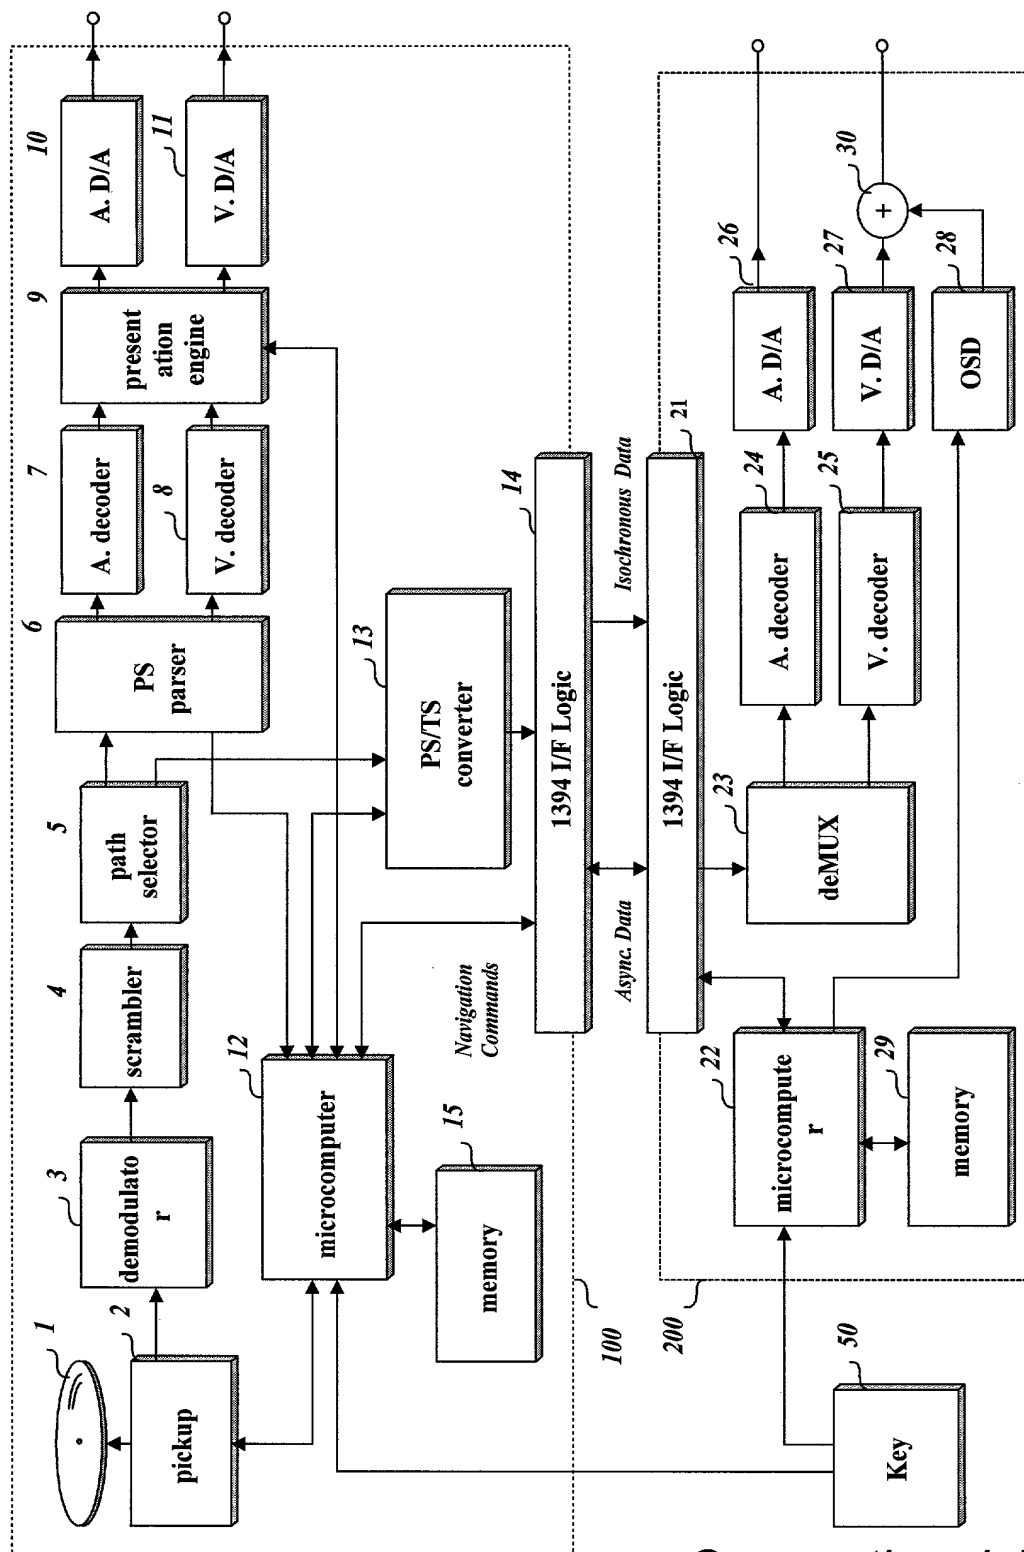 1
pickup
2
demodulato
r
3
scrambler
4
path
selector
5
PS
parser
6
A. decoder
7
V. decoder
8
present
ation
engine
9
A. D/A
10
V. D/A
11
microcomputer
12
PS/TS
converter
13
1394 I/F Logic
14
memory
15
Navigation
Commands
Async. Data
Isochronous Data
100
200
1394 I/F Logic
21
microcompute
r
22
deMUX
23
A. decoder
24
V. decoder
25
A. D/A
26
V. D/A
27
OSD
28
memory
29
+
30
Key
50